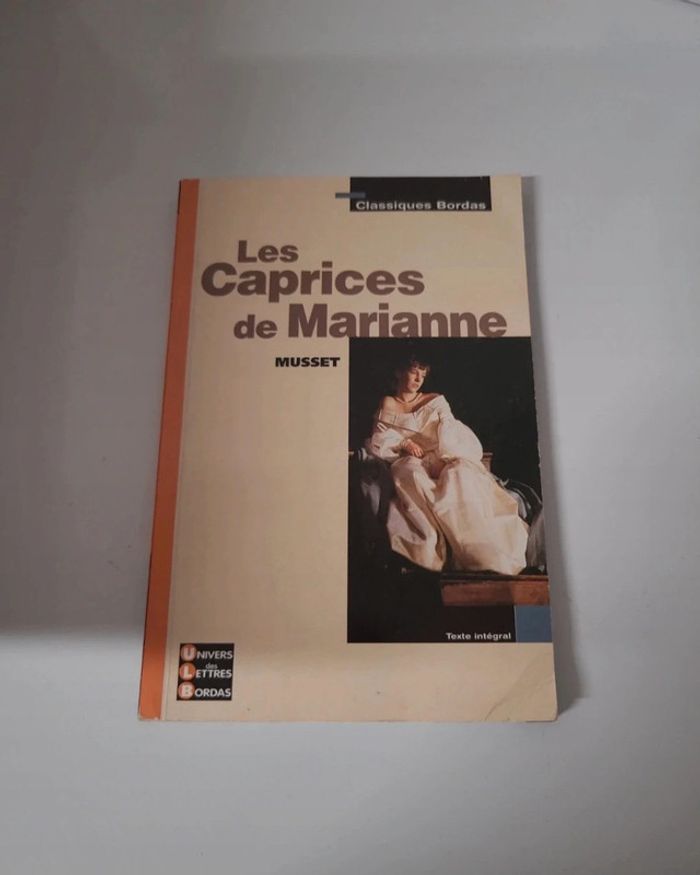 Classiques Bordas
Les
Caprices
de Marianne
MUSSET
Texte intégral
UNIVERS
des
LETTRES
BORDAS